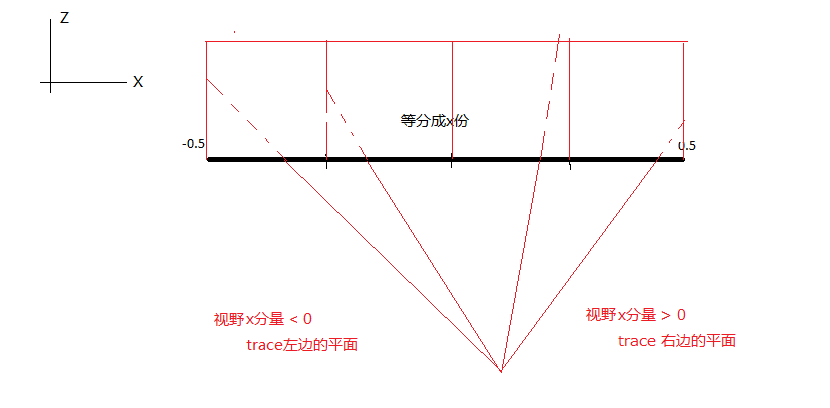 Z
X
等分成x份
-0.5
0.5
视野x分量 < 0
trace左边的平面
视野x分量 > 0
trace 右边的平面